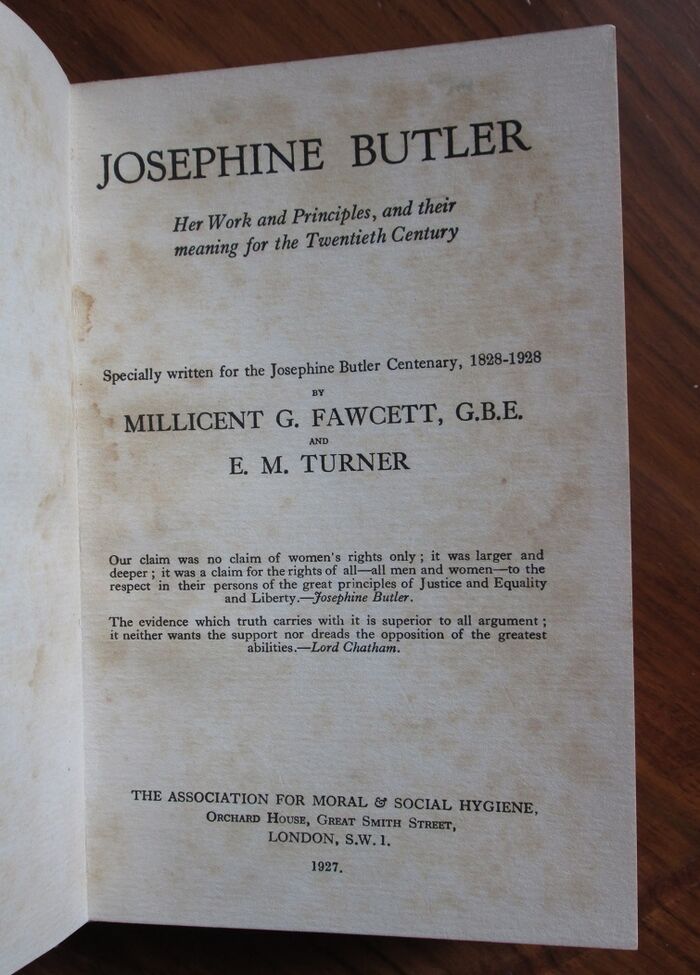 JOSEPHINE BUTLER
Her Work and Principles, and their
meaning for the Twentieth Century
Specially written for the Josephine Butler Centenary, 1828-1928
BY
MILLICENT G. FAWCETT, G.B.E.
AND
E. M. TURNER
Our claim was no claim of women's rights only ; it was larger and
deeper ; it was a claim for the rights of all—all men and women—to the
respect in their persons of the great principles of Justice and Equality
and Liberty.—Josephine Butler.
The evidence which truth carries with it is superior to all argument ;
it neither wants the support nor dreads the opposition of the greatest
abilities.—Lord Chatham.
THE ASSOCIATION FOR MORAL & SOCIAL HYGIENE,
ORCHARD HOUSE, GREAT SMITH STREET,
LONDON, S.W.1.
1927.